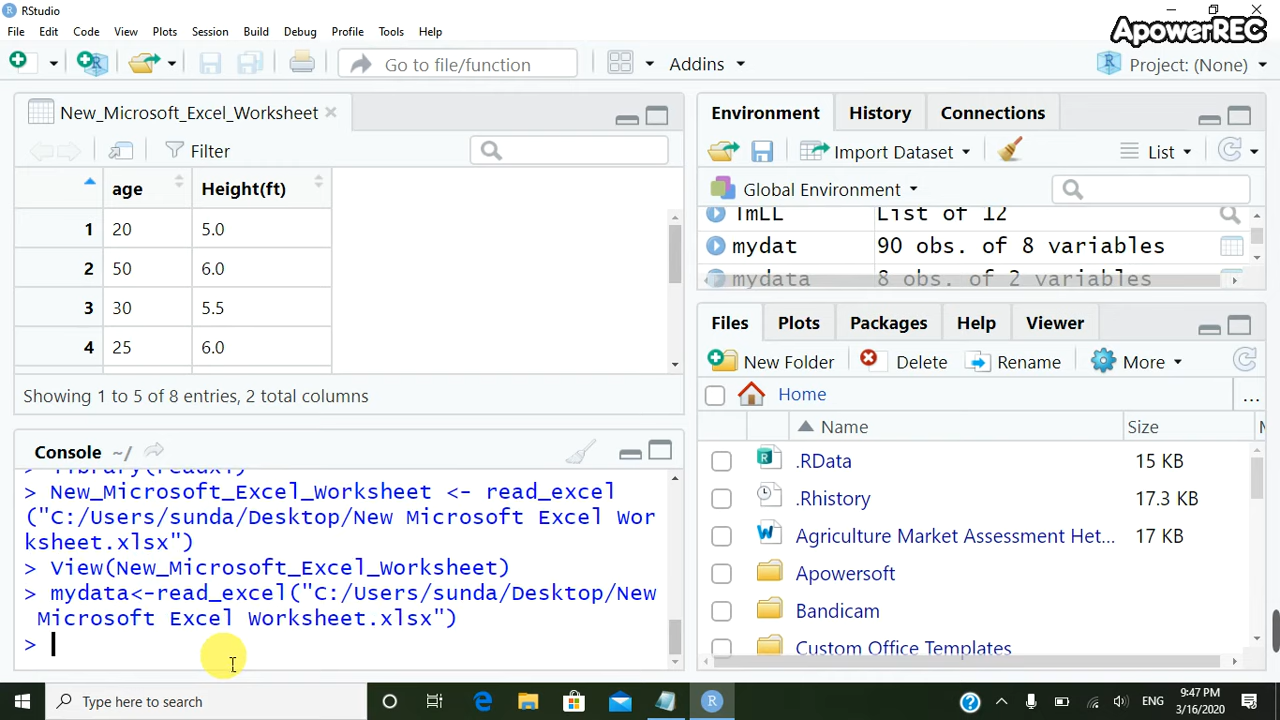 RStudio
File Edit Code View Plots Session Build Debug Profile Tools Help
ApowerREC
Go to file/function Addins Project: (None)
New_Microsoft_Excel_Worksheet
Filter
age Height(ft)
1 20 5.0
2 50 6.0
3 30 5.5
4 25 6.0
Showing 1 to 5 of 8 entries, 2 total columns
Console ~/
> library(readxl)
> New_Microsoft_Excel_Worksheet <- read_excel
("C:/Users/sunda/Desktop/New Microsoft Excel Wor
ksheet.xlsx")
> View(New_Microsoft_Excel_Worksheet)
> mydata<-read_excel("C:/Users/sunda/Desktop/New
Microsoft Excel Worksheet.xlsx")
>
Environment History Connections
Import Dataset List
Global Environment
List of 12
mydat 90 obs. of 8 variables
mydata 8 obs. of 2 variables
Files Plots Packages Help Viewer
New Folder Delete Rename More
Home ...
Name Size
.RData 15 KB
.Rhistory 17.3 KB
Agriculture Market Assessment Het... 17 KB
Apowersoft
Bandicam
Custom Office Templates
Type here to search
ENG
9:47 PM
3/16/2020